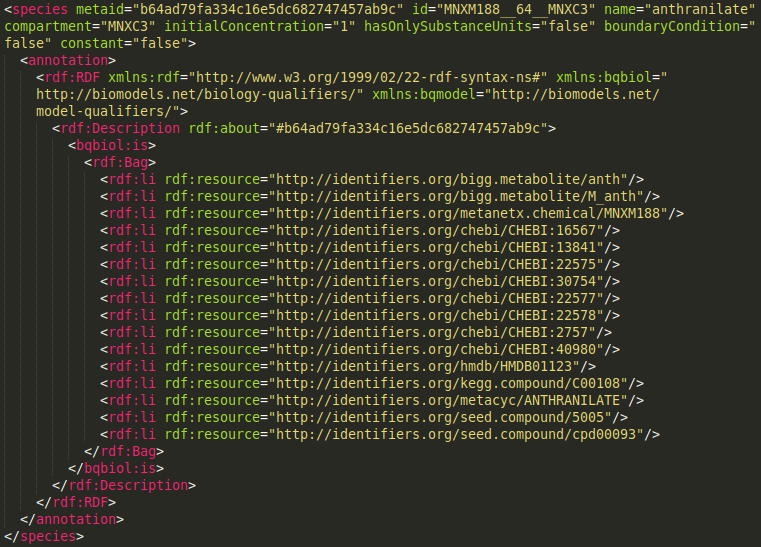 <species metaid="b64ad79fa334c16e5dc682747457ab9c" id="MNXM188__64__MNXC3" name="anthranilate"
compartment="MNXC3" initialConcentration="1" hasOnlySubstanceUnits="false" boundaryCondition="
false" constant="false">
<annotation>
<rdf:RDF xmlns:rdf="http://www.w3.org/1999/02/22-rdf-syntax-ns#" xmlns:bqbiol="
http://biomodels.net/biology-qualifiers/" xmlns:bqmodel="http://biomodels.net/
model-qualifiers/">
<rdf:Description rdf:about="#b64ad79fa334c16e5dc682747457ab9c">
<bqbiol:is>
<rdf:Bag>
<rdf:li rdf:resource="http://identifiers.org/bigg.metabolite/anth"/>
<rdf:li rdf:resource="http://identifiers.org/bigg.metabolite/M_anth"/>
<rdf:li rdf:resource="http://identifiers.org/metanetx.chemical/MNXM188"/>
<rdf:li rdf:resource="http://identifiers.org/chebi/CHEBI:16567"/>
<rdf:li rdf:resource="http://identifiers.org/chebi/CHEBI:13841"/>
<rdf:li rdf:resource="http://identifiers.org/chebi/CHEBI:22575"/>
<rdf:li rdf:resource="http://identifiers.org/chebi/CHEBI:30754"/>
<rdf:li rdf:resource="http://identifiers.org/chebi/CHEBI:22577"/>
<rdf:li rdf:resource="http://identifiers.org/chebi/CHEBI:22578"/>
<rdf:li rdf:resource="http://identifiers.org/chebi/CHEBI:2757"/>
<rdf:li rdf:resource="http://identifiers.org/chebi/CHEBI:40980"/>
<rdf:li rdf:resource="http://identifiers.org/hmdb/HMDB01123"/>
<rdf:li rdf:resource="http://identifiers.org/kegg.compound/C00108"/>
<rdf:li rdf:resource="http://identifiers.org/metacyc/ANTHRANILATE"/>
<rdf:li rdf:resource="http://identifiers.org/seed.compound/5005"/>
<rdf:li rdf:resource="http://identifiers.org/seed.compound/cpd00093"/>
</rdf:Bag>
</bqbiol:is>
</rdf:Description>
</rdf:RDF>
</annotation>
</species>